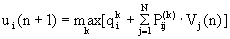 u_i(n+1) = max_k[q_i^k + Σ_{j=1}^N P_{ij}^{(k)} · V_j(n)]